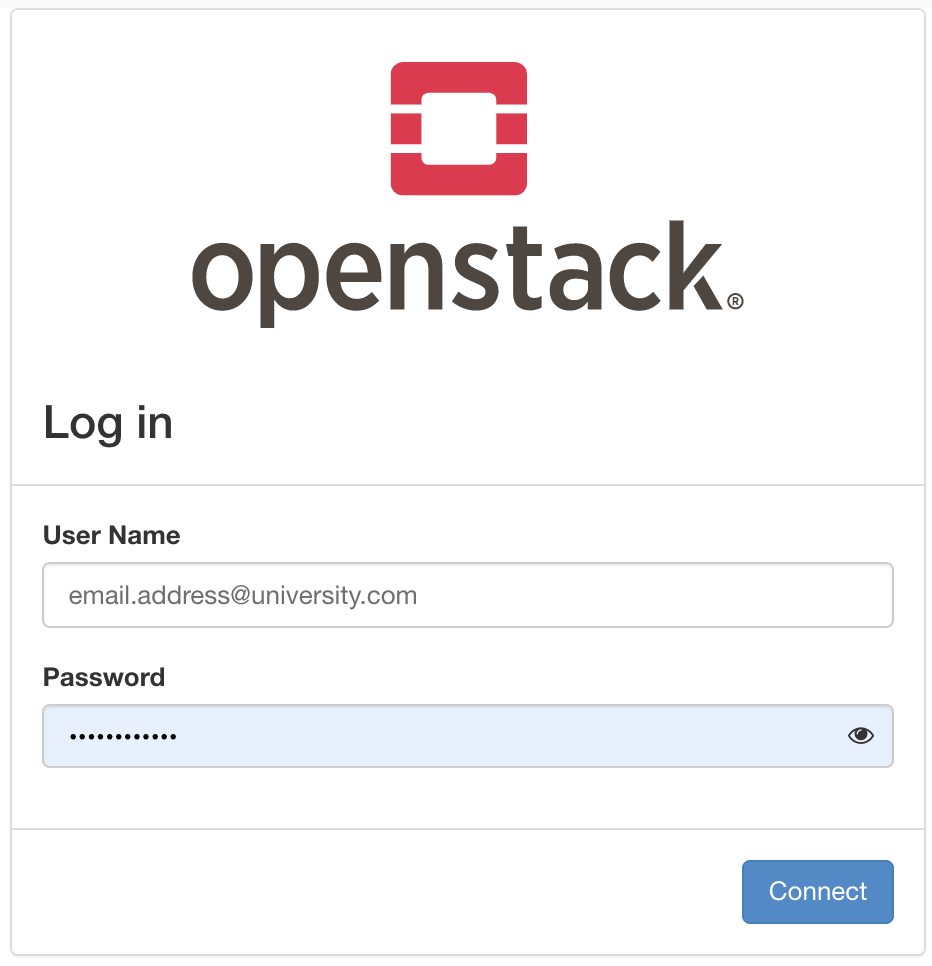 openstack®
Log in
User Name
email.address@university.com
Password
••••••••••••
Connect